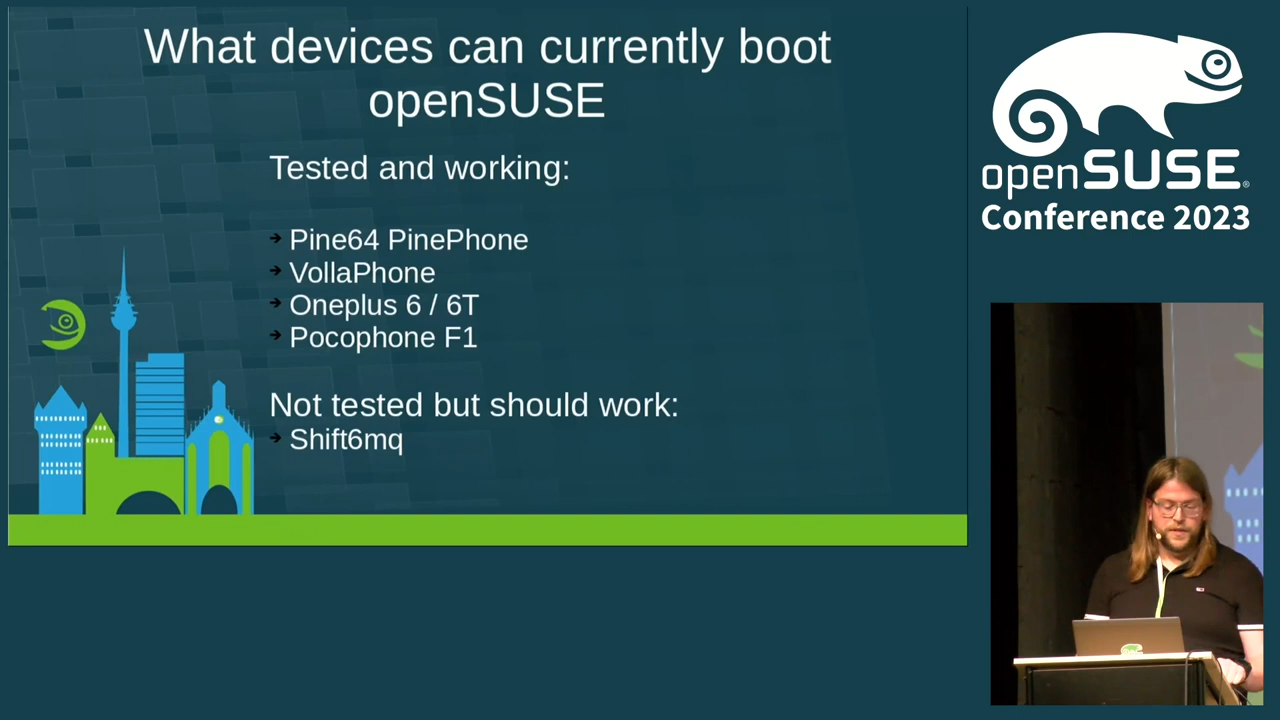 What devices can currently boot
openSUSE
Tested and working:
➔ Pine64 PinePhone
➔ VollaPhone
➔ Oneplus 6 / 6T
➔ Pocophone F1
Not tested but should work:
➔ Shift6mq
openSUSE®
Conference 2023